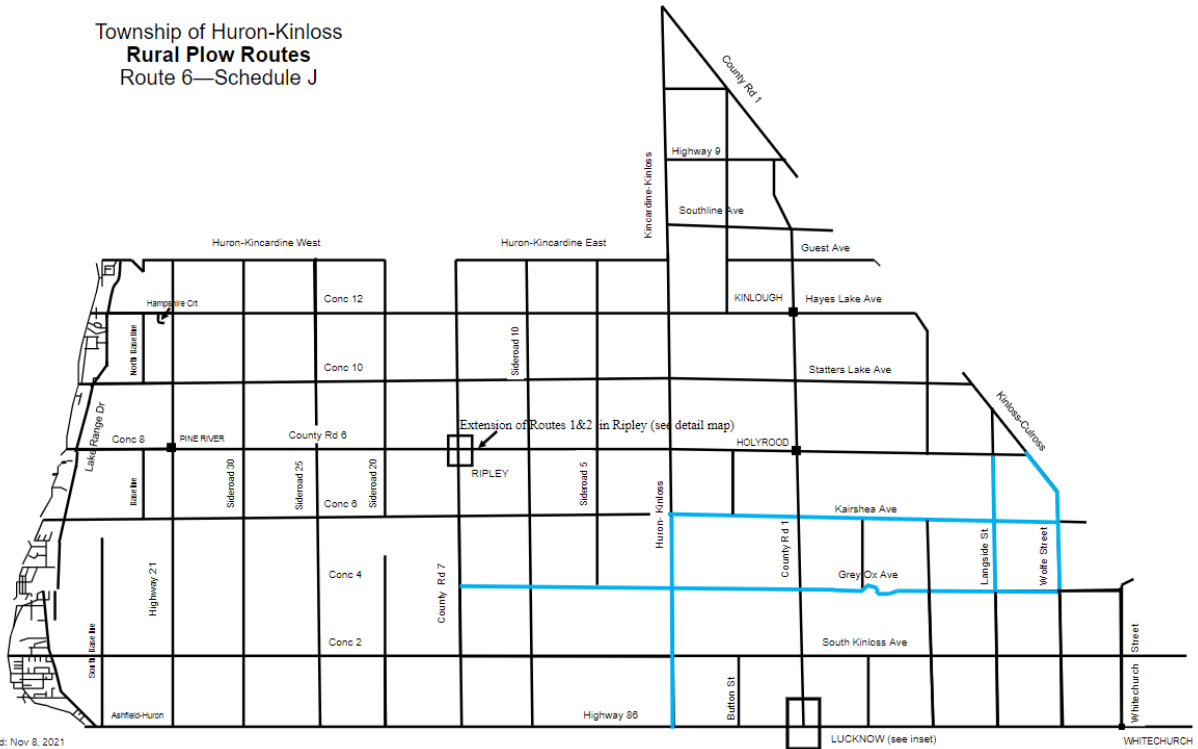 Township of Huron-Kinloss
Rural Plow Routes
Route 6—Schedule J
County Rd 1
Highway 9
Kincardine-Kinloss
Southline Ave
Huron-Kincardine West
Huron-Kincardine East
Guest Ave
Hampshire Crt
Conc 12
KINLOUGH
Hayes Lake Ave
North Baseline
Sideroad 10
Conc 10
Statters Lake Ave
Kinloss-Culross
Lake Range Dr
Conc 8
PINE RIVER
County Rd 6
Extension of Routes 1&2 in Ripley (see detail map)
HOLYROOD
RIPLEY
Baseline
Sideroad 30
Sideroad 25
Sideroad 20
Sideroad 5
Huron- Kinloss
Conc 6
Kairshea Ave
County Rd 1
Langside St.
Wolfe Street
Highway 21
Conc 4
County Rd 7
Grey Ox Ave
South Baseline
Conc 2
South Kinloss Ave
Button St
Whitechurch Street
Ashfield-Huron
Highway 86
LUCKNOW (see inset)
WHITECHURCH
d: Nov 8, 2021